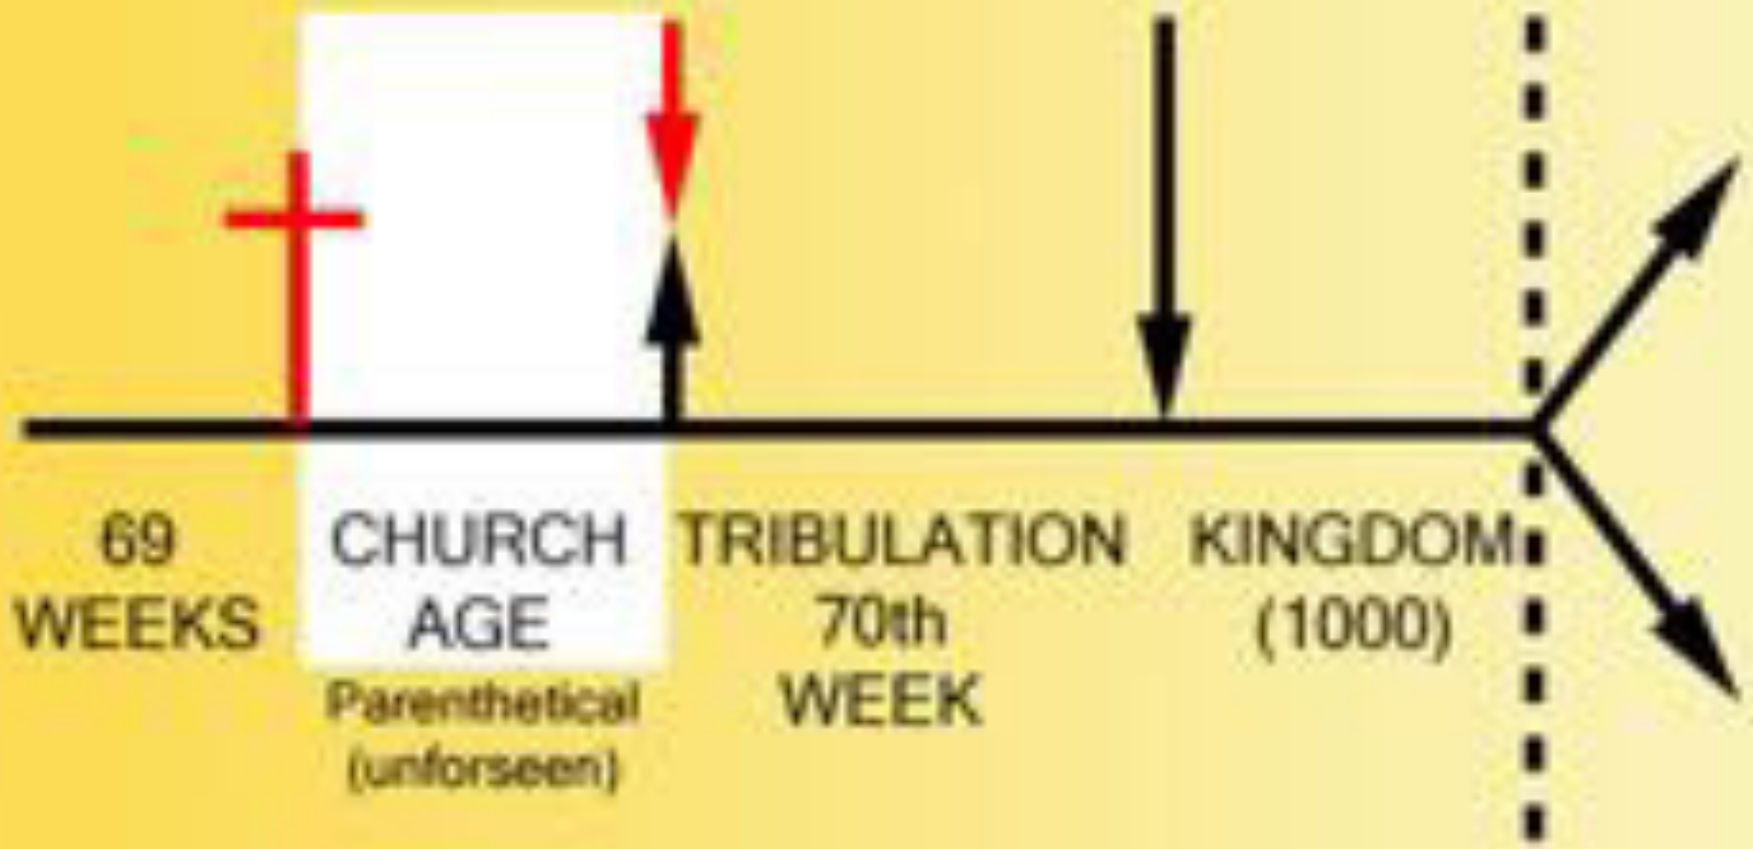 69
WEEKS
CHURCH
AGE
Parenthetical
(unforseen)
TRIBULATION
70th
WEEK
KINGDOM
(1000)